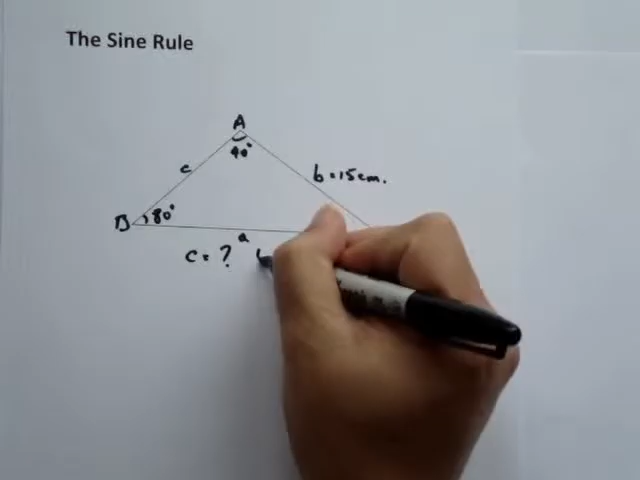 The Sine Rule
A
40°
c
b = 15cm.
B
80°
a
c = ?